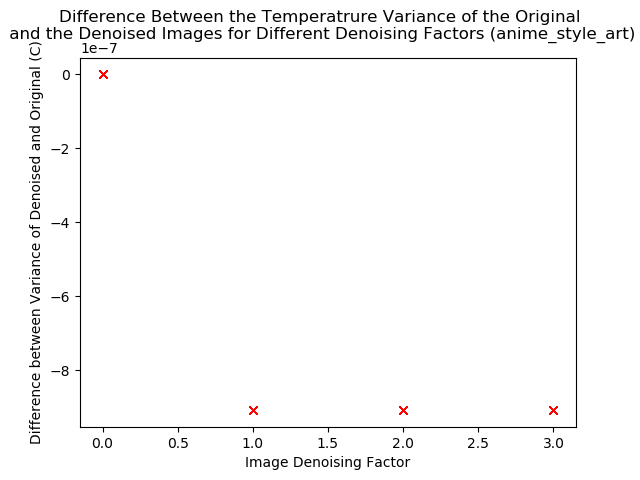 Difference Between the Temperatrure Variance of the Original
and the Denoised Images for Different Denoising Factors (anime_style_art)
1e−7
Difference between Variance of Denoised and Original (C)
0
−2
−4
−6
−8
0.0 0.5 1.0 1.5 2.0 2.5 3.0
Image Denoising Factor